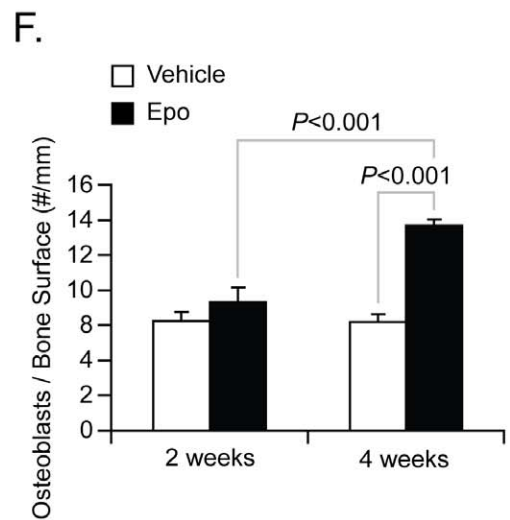 F.
Vehicle
Epo
P<0.001
P<0.001
Osteoblasts / Bone Surface (#/mm)
16
14
12
10
8
4
2
0
2 weeks
4 weeks